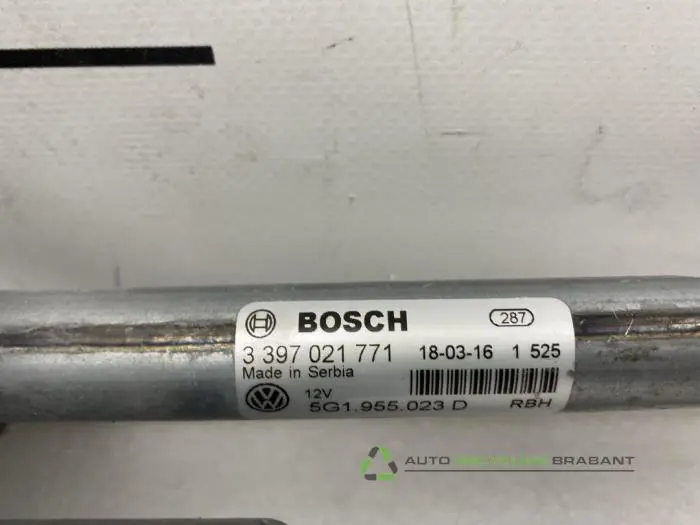 BOSCH 287
3 397 021 771 18-03-16 1 525
Made in Serbia
12V
5G1.955.023 D RBH
AUTO RECYCLING BRABANT